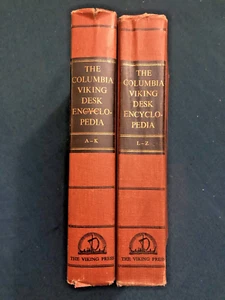 THE
COLUMBIA
VIKING
DESK
ENCYCLO-
PEDIA
A-K
THE VIKING PRESS
THE
COLUMBIA
VIKING
DESK
ENCYCLO-
PEDIA
L-Z
THE VIKING PRESS